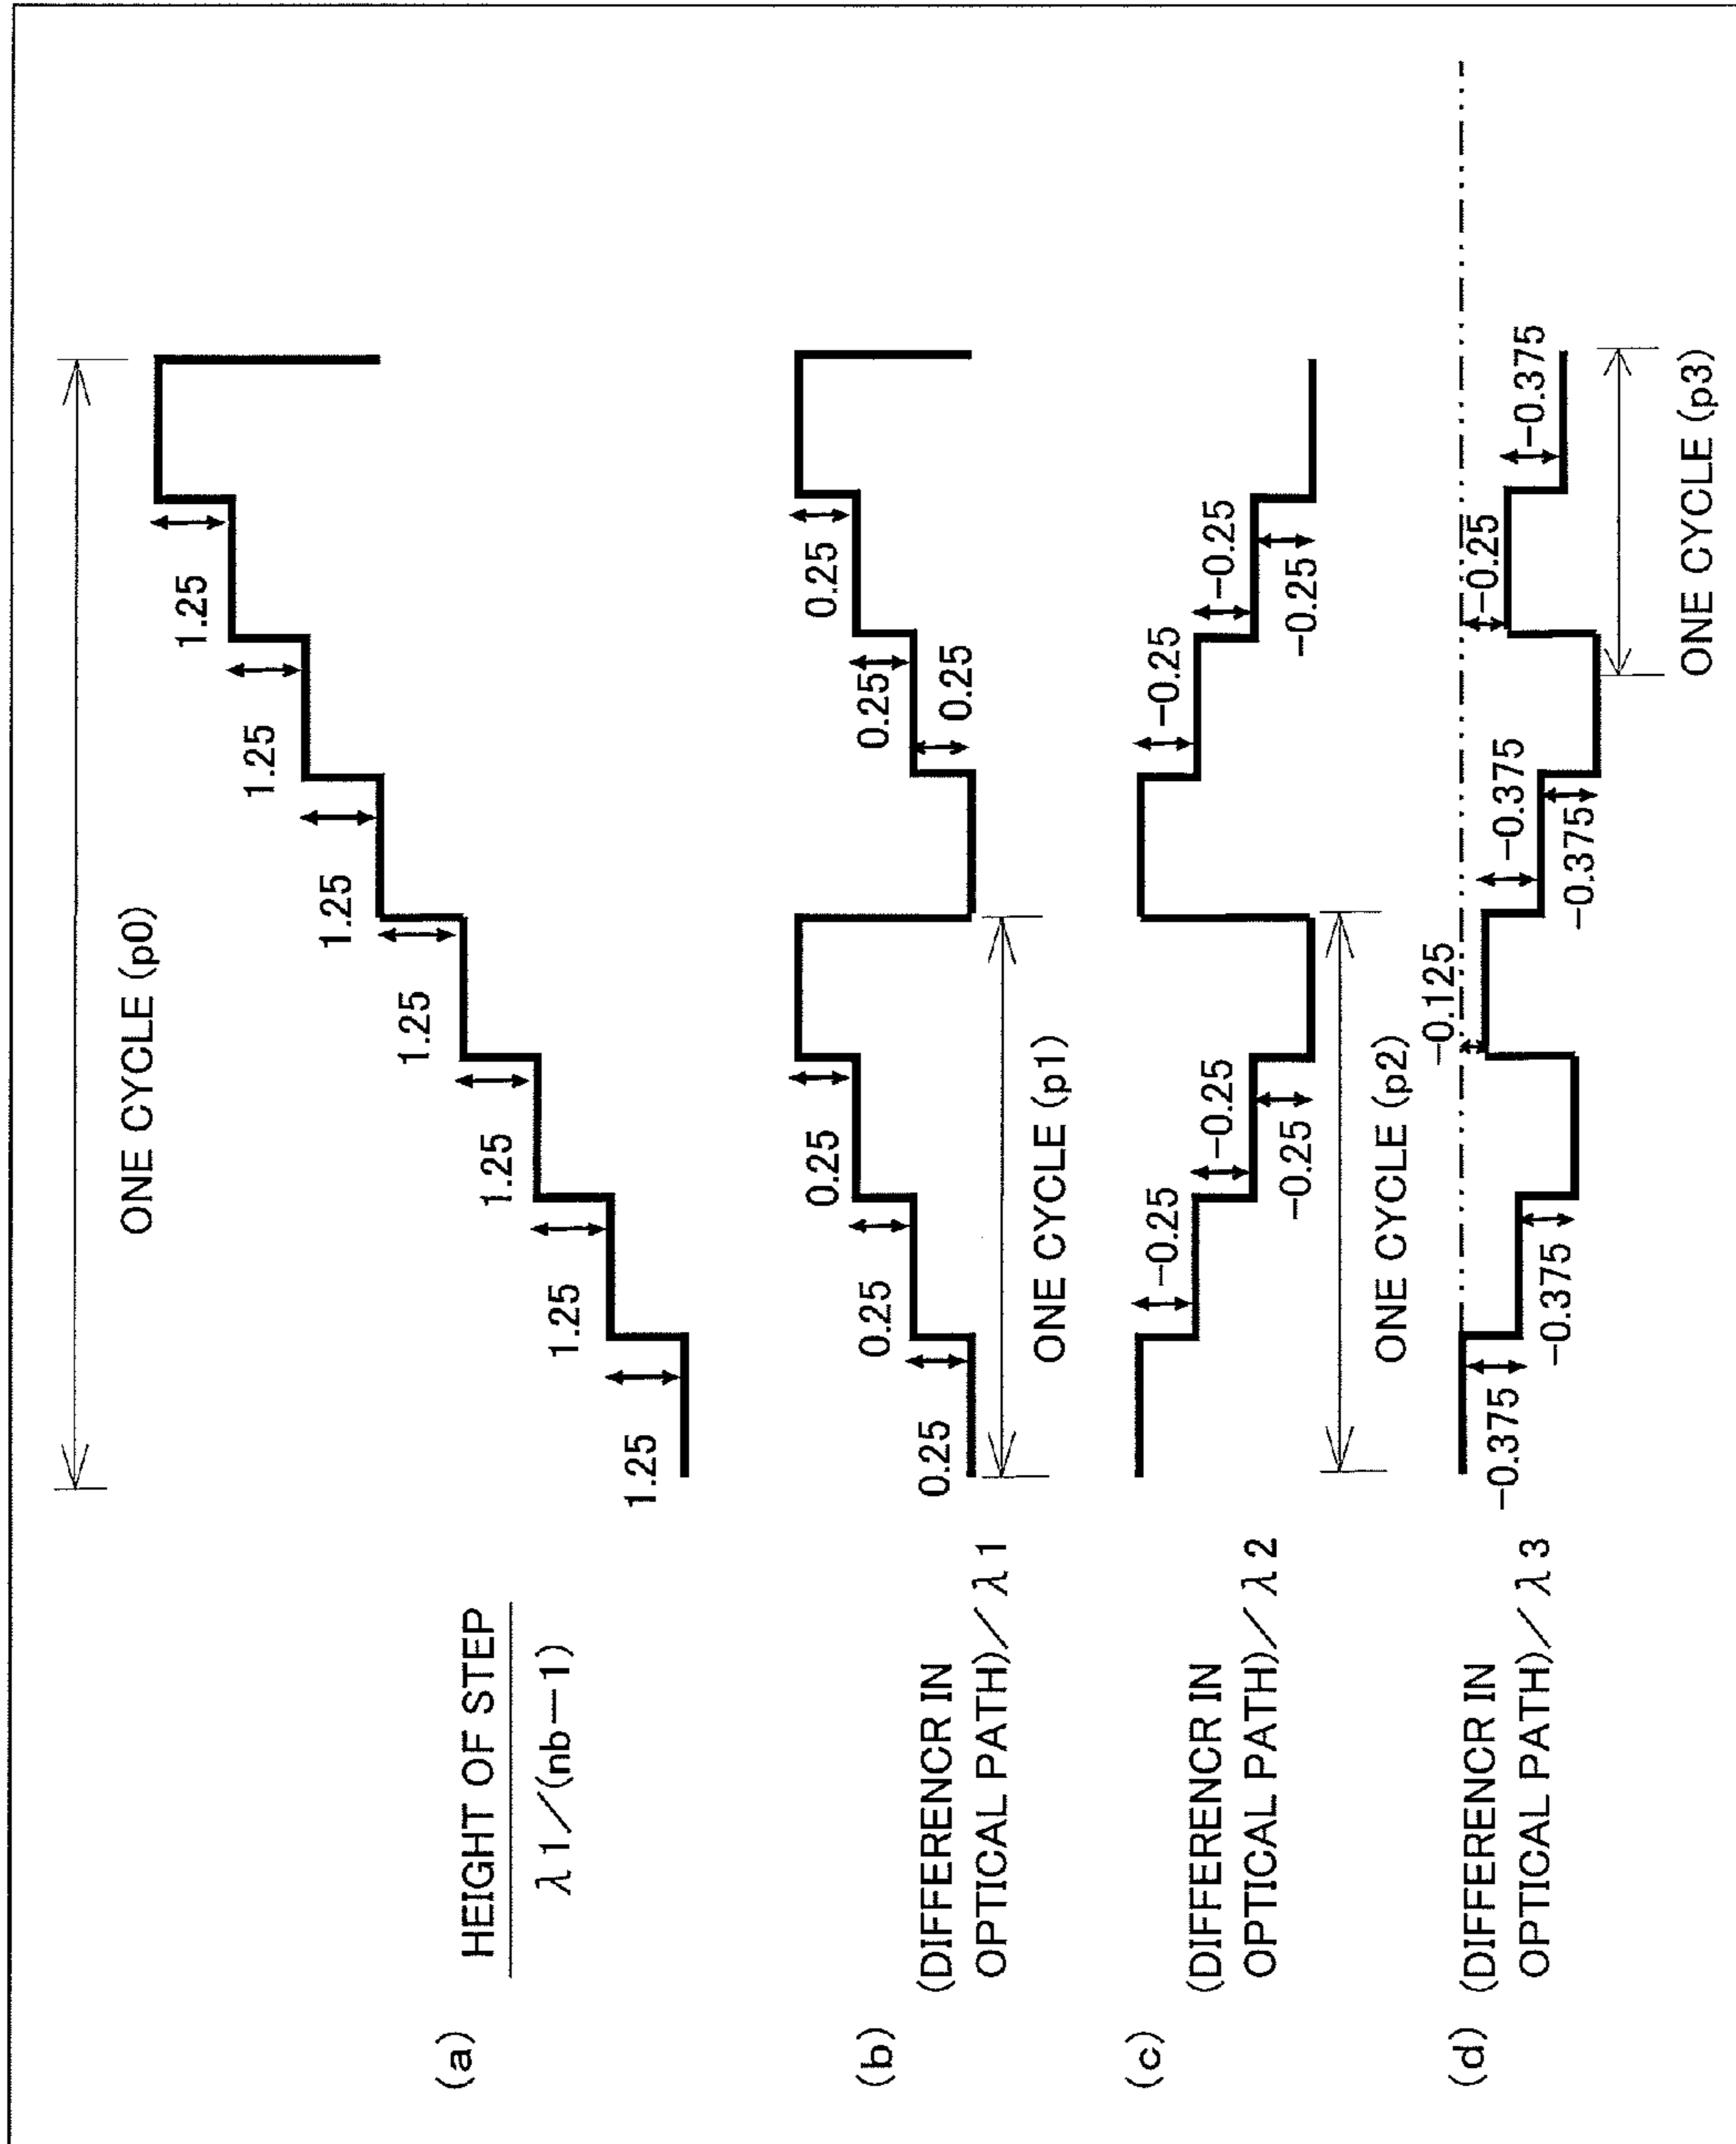 ONE CYCLE (p0)
(a)
HEIGHT OF STEP
λ1/(nb−1)
1.25
1.25
1.25
1.25
1.25
1.25
1.25
(b)
(DIFFERENCR IN
OPTICAL PATH)/λ1
0.25
0.25
0.25
0.25
0.25
0.25
ONE CYCLE (p1)
(c)
(DIFFERENCR IN
OPTICAL PATH)/λ2
−0.25
−0.25
−0.25
−0.25
−0.25
−0.25
ONE CYCLE (p2)
(d)
(DIFFERENCR IN
OPTICAL PATH)/λ3
−0.375
−0.375
−0.125
−0.375
−0.375
−0.25
−0.375
ONE CYCLE (p3)